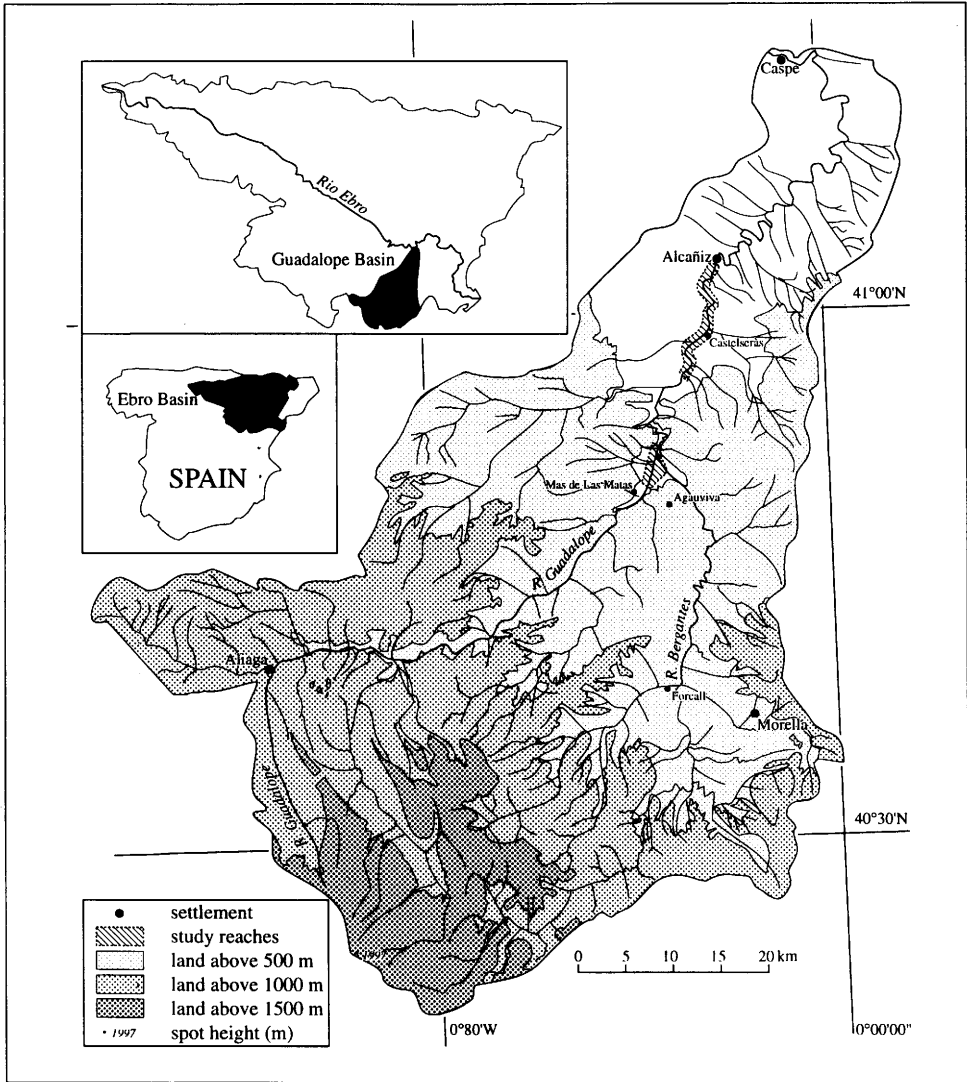 Caspe
Rio Ebro
Guadalope Basin
Alcañiz
41°00'N
Castelserás
Ebro Basin
SPAIN
Mas de Las Matas
Aguaviva
R. Guadalope
R. Bergantes
Aliaga
Forcall
Morella
R. Guadalope
40°30'N
settlement
study reaches
land above 500 m
land above 1000 m
land above 1500 m
• 1997 spot height (m)
1997
0 5 10 15 20 km
0°80'W
0°00'00"